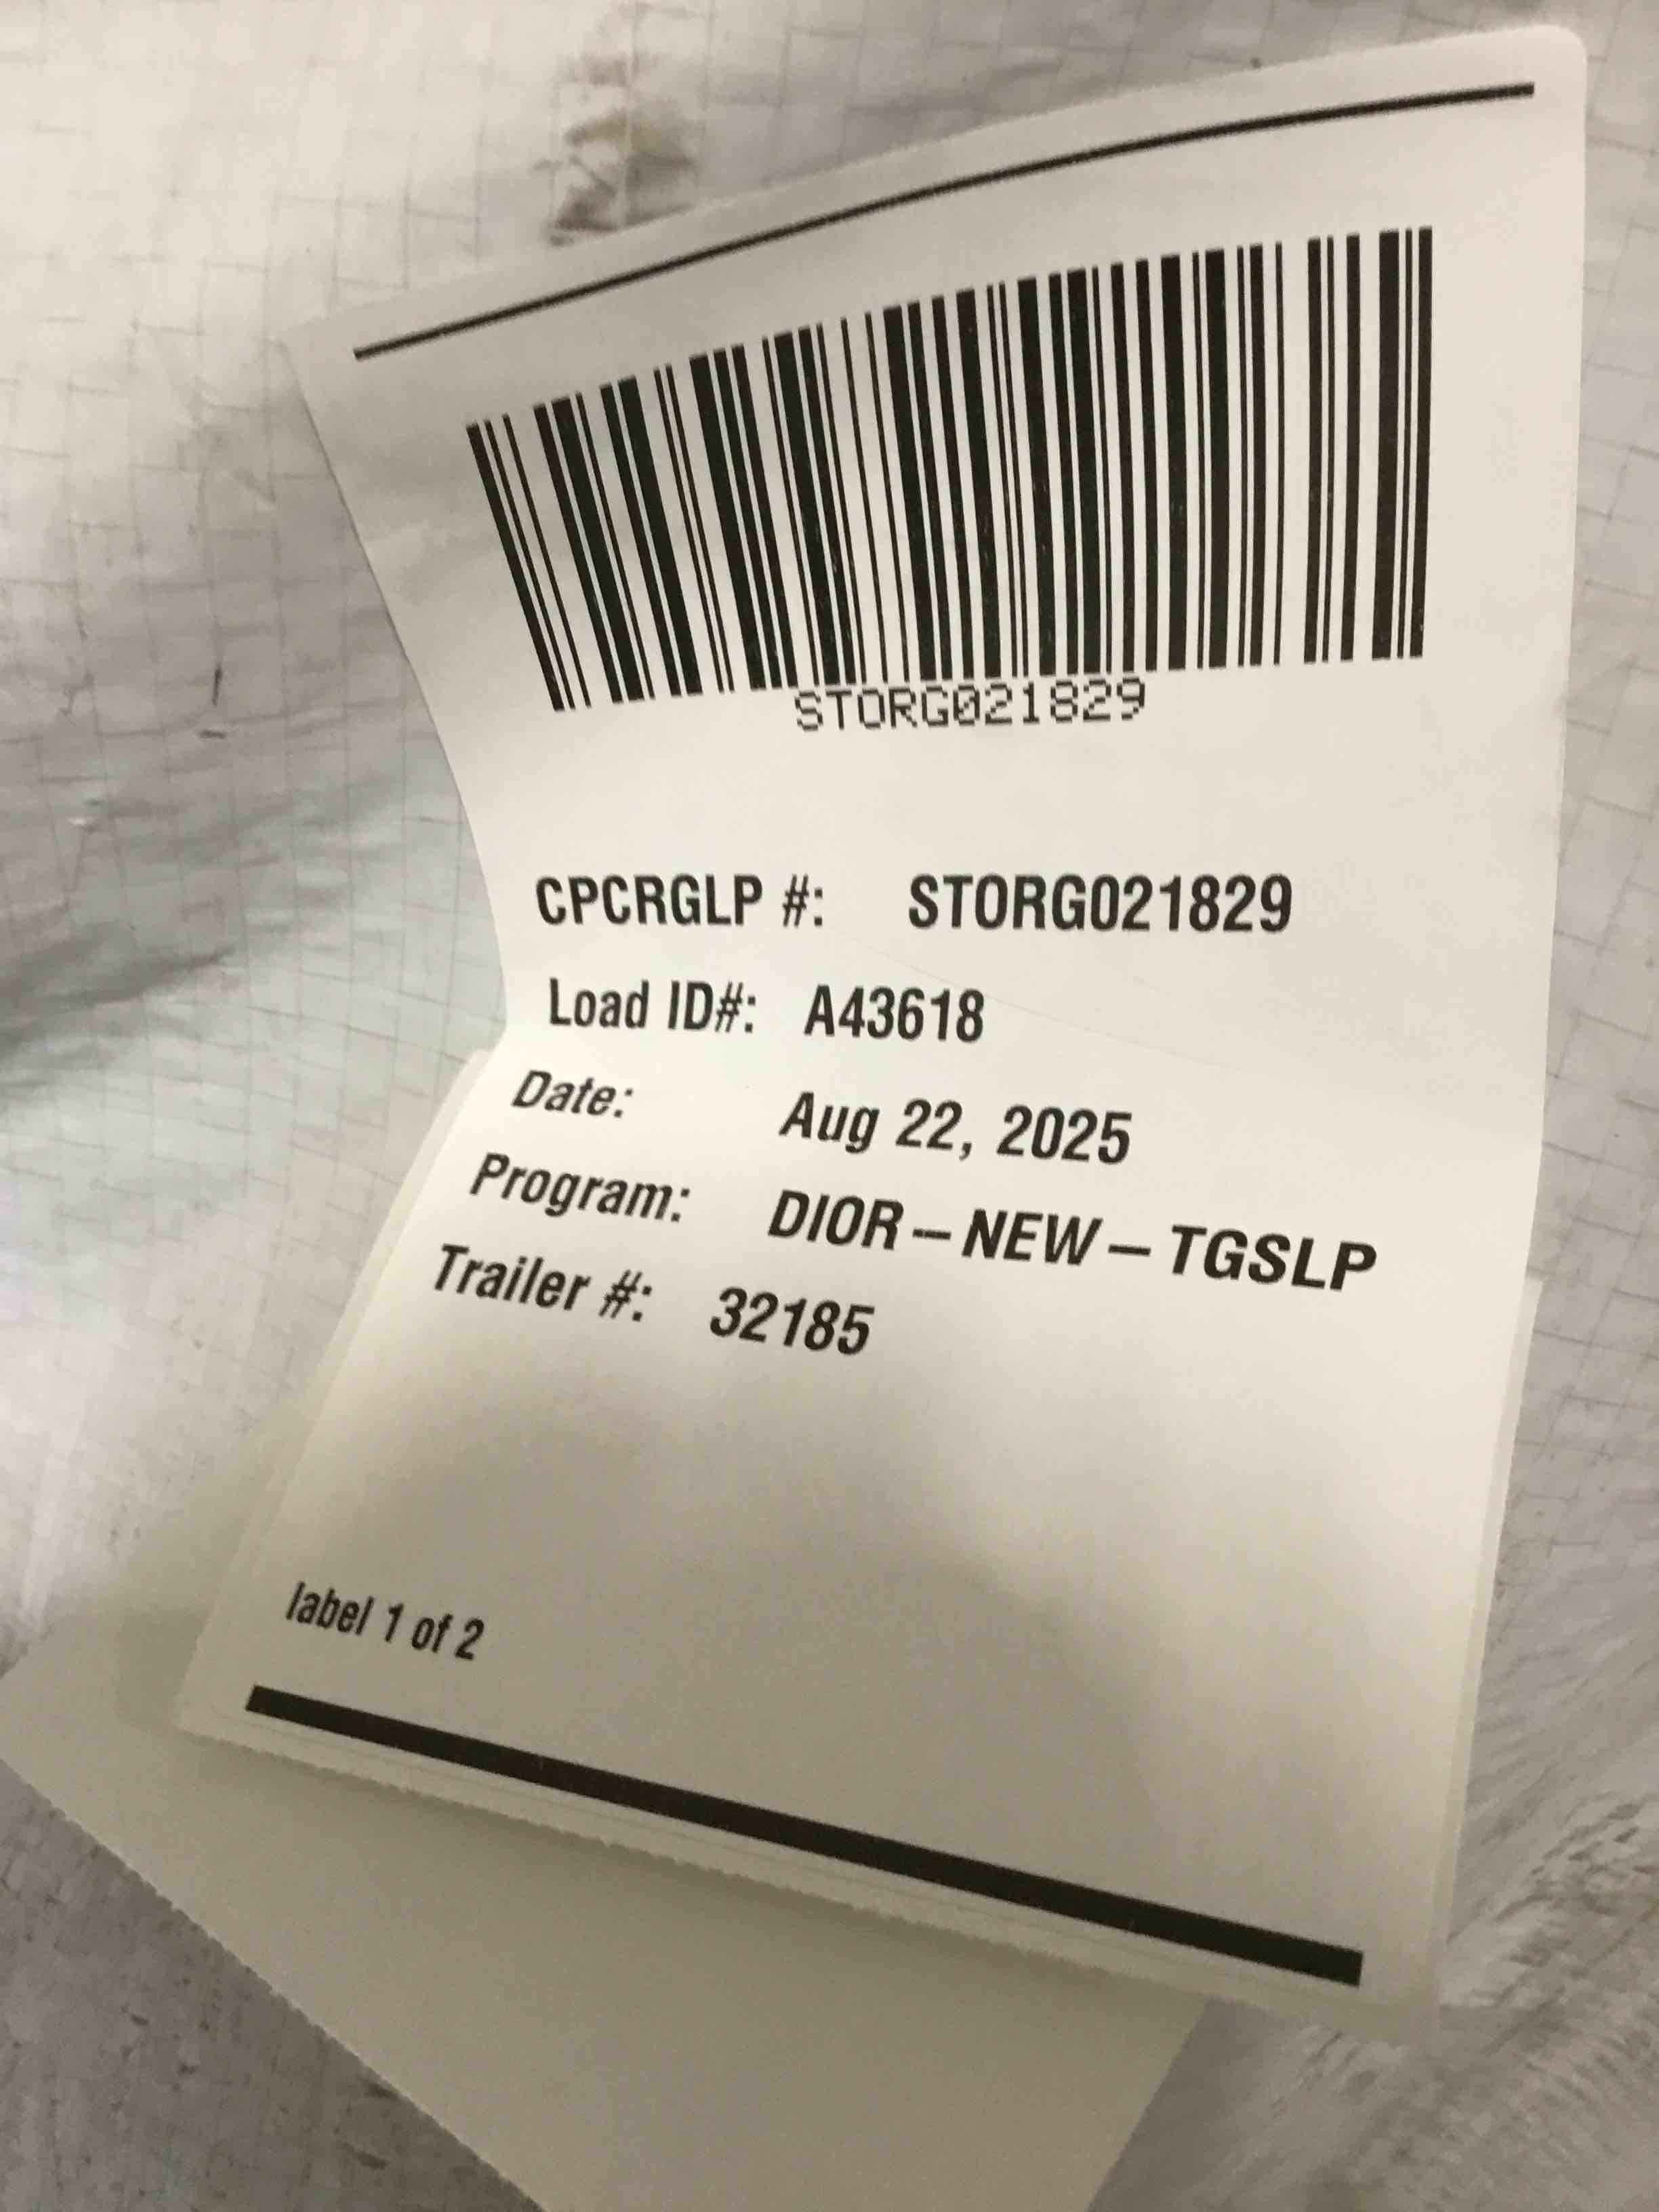 STORG021829
CPCRGLP #: STORG021829
Load ID#: A43618
Date: Aug 22, 2025
Program: DIOR – NEW – TGSLP
Trailer #: 32185
label 1 of 2